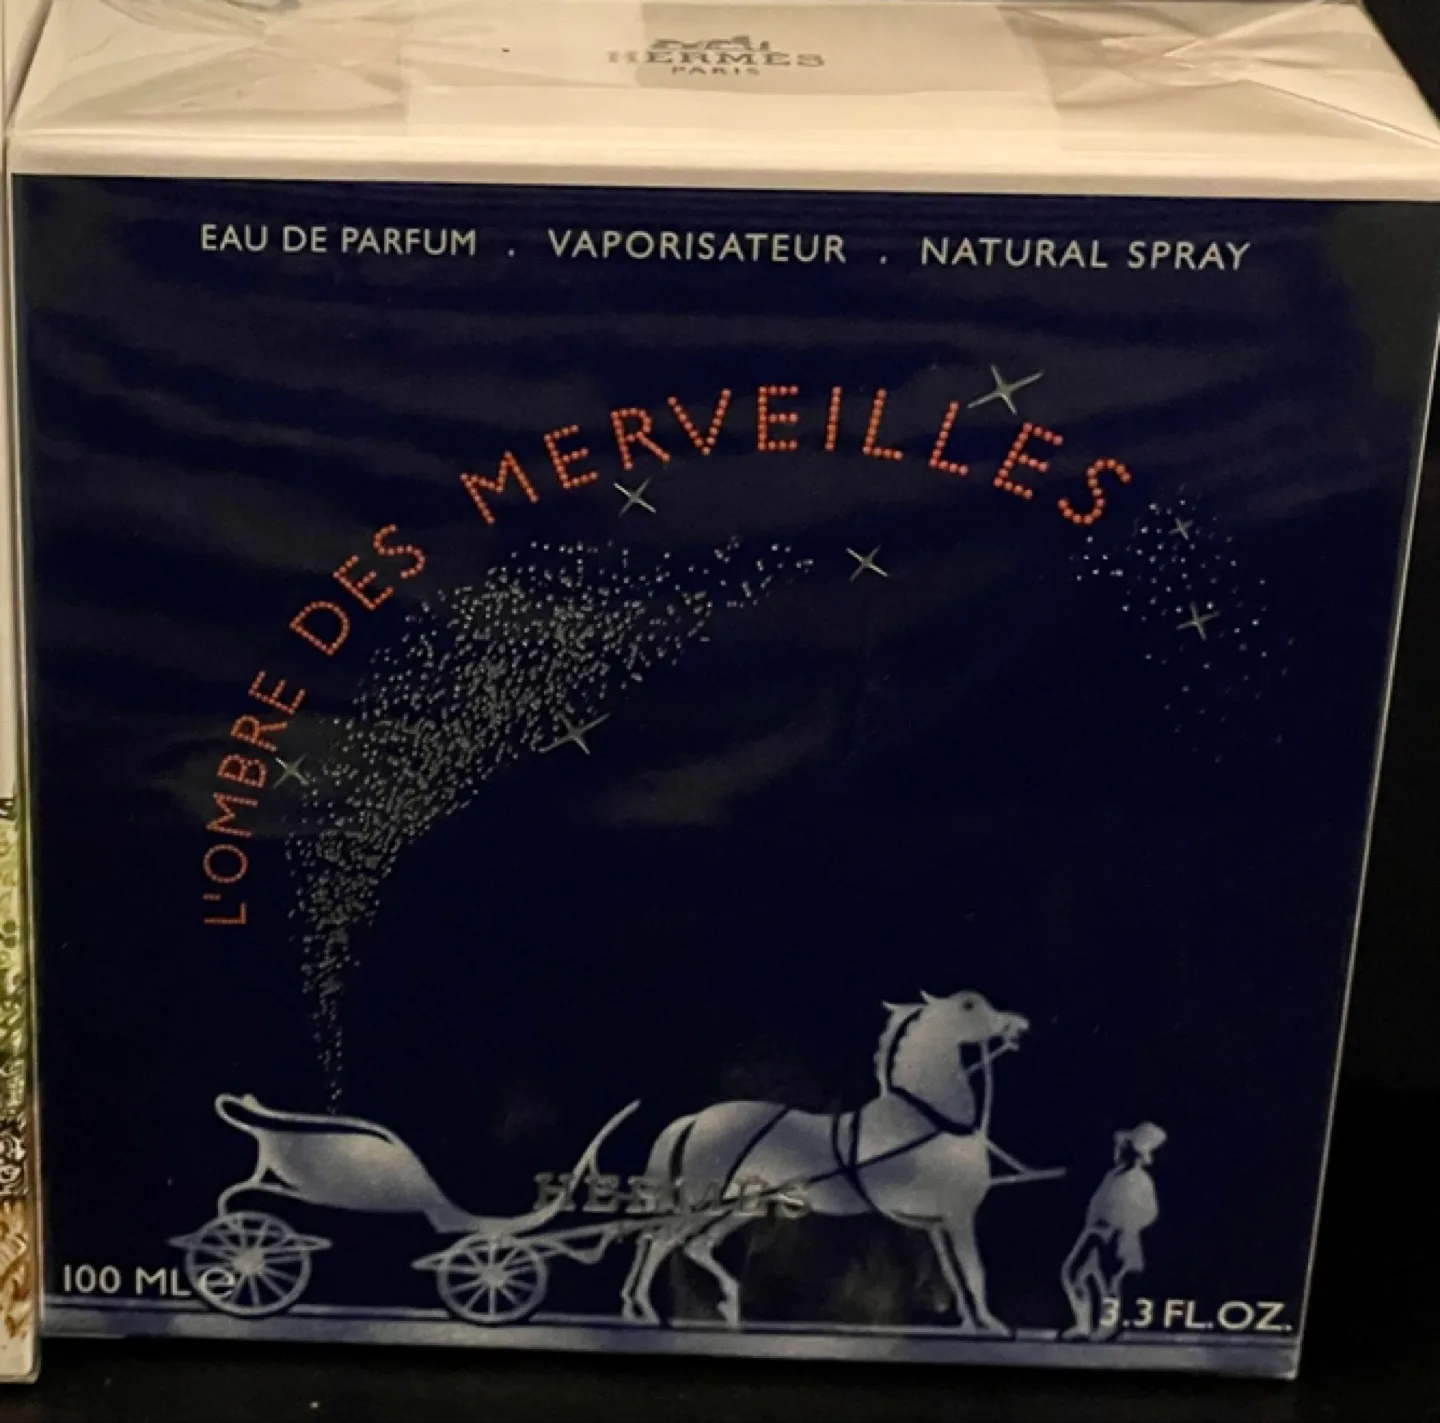 HERMÈS
PARIS
EAU DE PARFUM . VAPORISATEUR . NATURAL SPRAY
L'OMBRE DES MERVEILLES
HERMÈS
100 ML ℮
3.3 FL.OZ.